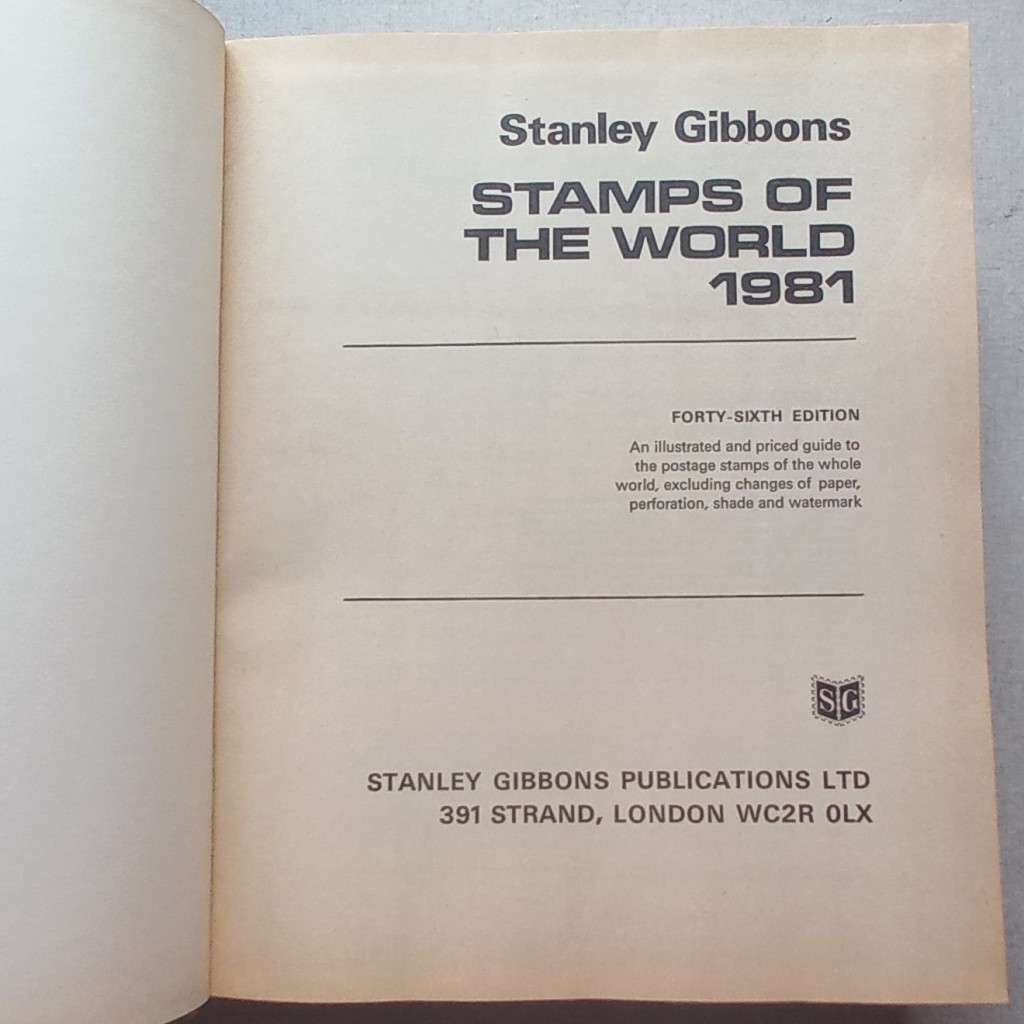 Stanley Gibbons
STAMPS OF
THE WORLD
1981
FORTY-SIXTH EDITION
An illustrated and priced guide to
the postage stamps of the whole
world, excluding changes of paper,
perforation, shade and watermark
SG
STANLEY GIBBONS PUBLICATIONS LTD
391 STRAND, LONDON WC2R 0LX